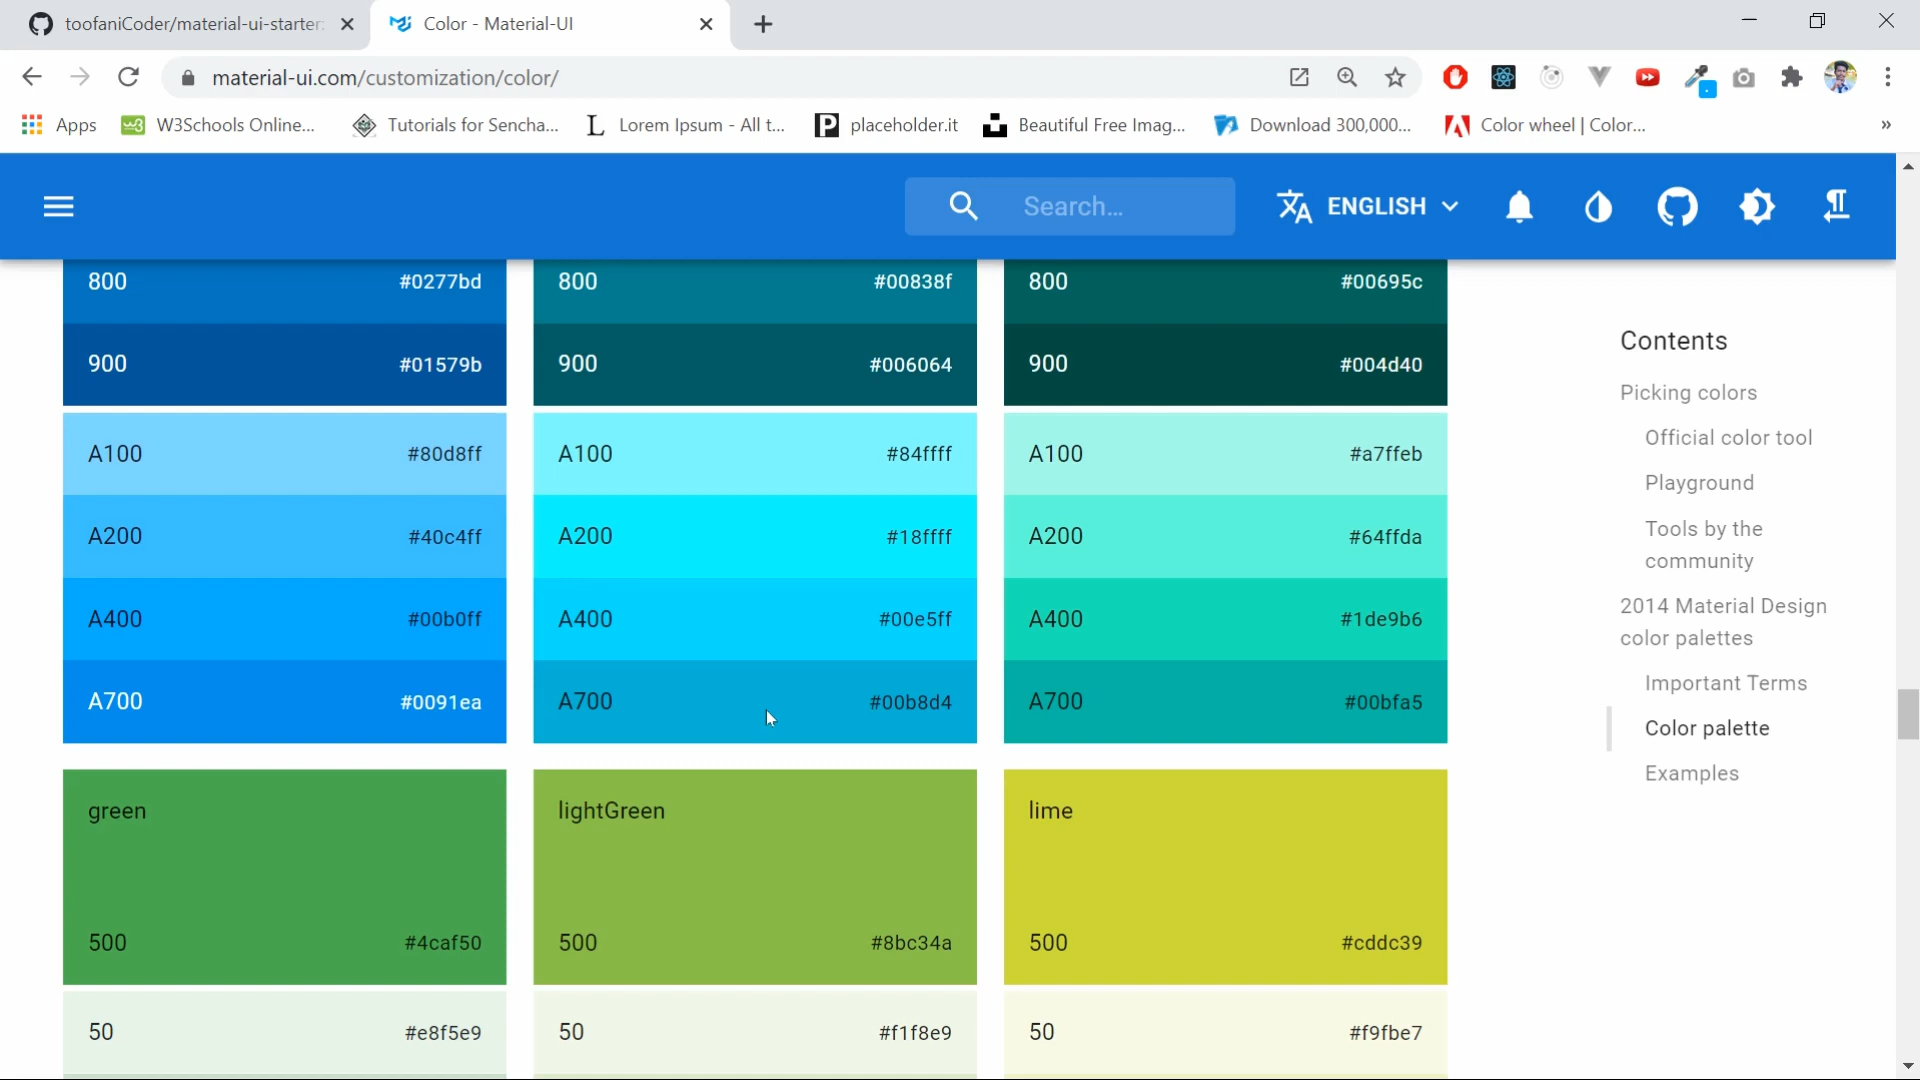 toofaniCoder/material-ui-starter:
Color - Material-UI
material-ui.com/customization/color/
Apps
W3Schools Online...
Tutorials for Sencha...
Lorem Ipsum - All t...
placeholder.it
Beautiful Free Imag...
Download 300,000...
Color wheel | Color...
»
Search...
ENGLISH
800 #0277bd
800 #00838f
800 #00695c
900 #01579b
900 #006064
900 #004d40
A100 #80d8ff
A100 #84ffff
A100 #a7ffeb
A200 #40c4ff
A200 #18ffff
A200 #64ffda
A400 #00b0ff
A400 #00e5ff
A400 #1de9b6
A700 #0091ea
A700 #00b8d4
A700 #00bfa5
green
lightGreen
lime
500 #4caf50
500 #8bc34a
500 #cddc39
50 #e8f5e9
50 #f1f8e9
50 #f9fbe7
Contents
Picking colors
Official color tool
Playground
Tools by the
community
2014 Material Design
color palettes
Important Terms
Color palette
Examples